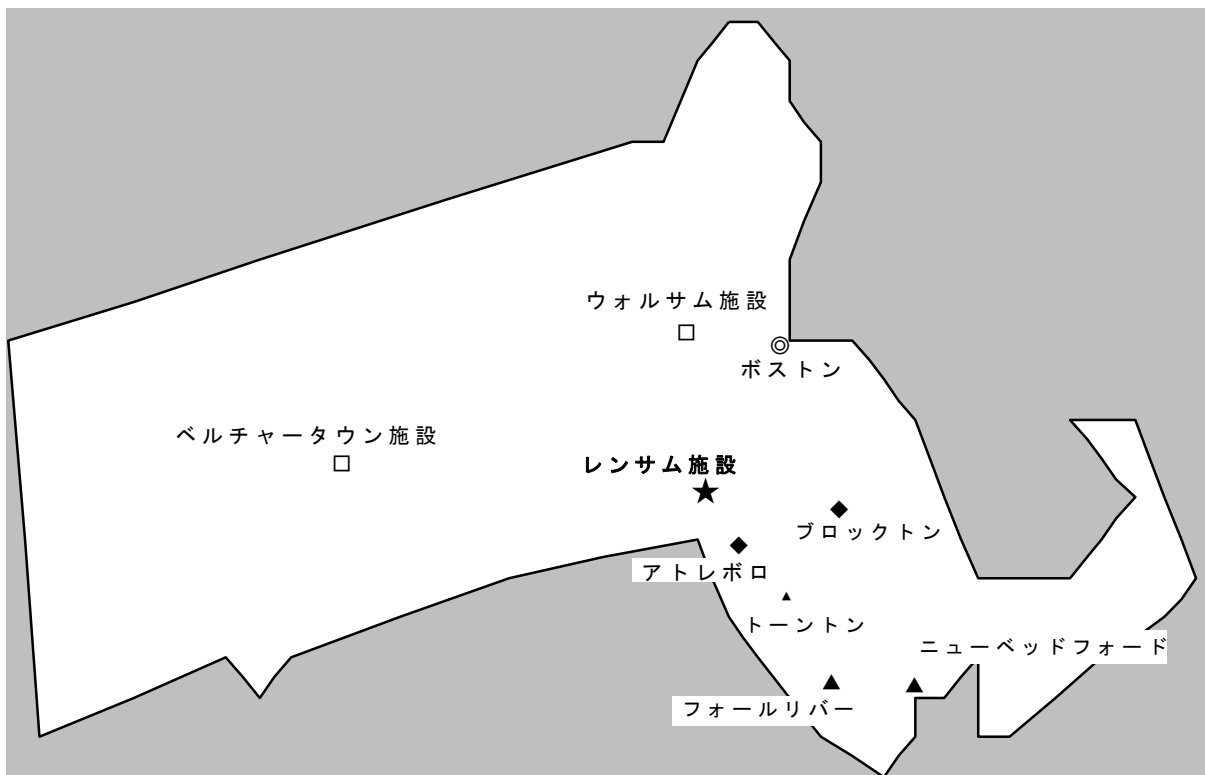 ウォルサム施設
ボストン
ベルチャータウン施設
レンサム施設
ブロックトン
アトレボロ
トーントン
ニューベッドフォード
フォールリバー